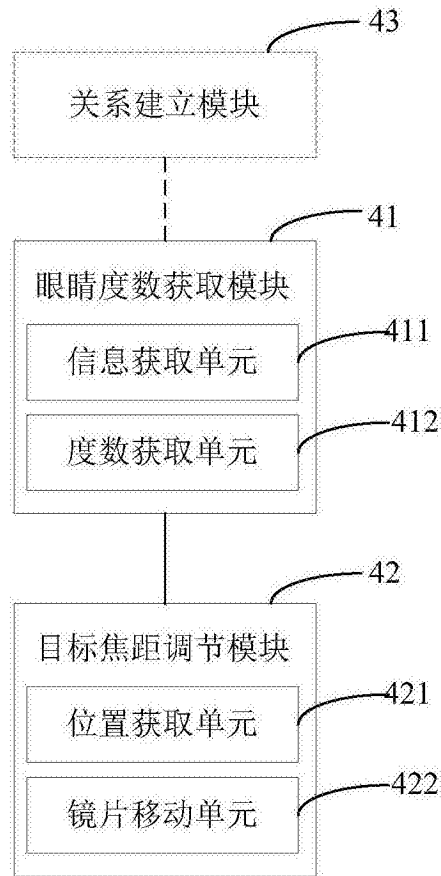 43
关系建立模块
41
眼睛度数获取模块
411
信息获取单元
412
度数获取单元
42
目标焦距调节模块
421
位置获取单元
422
镜片移动单元